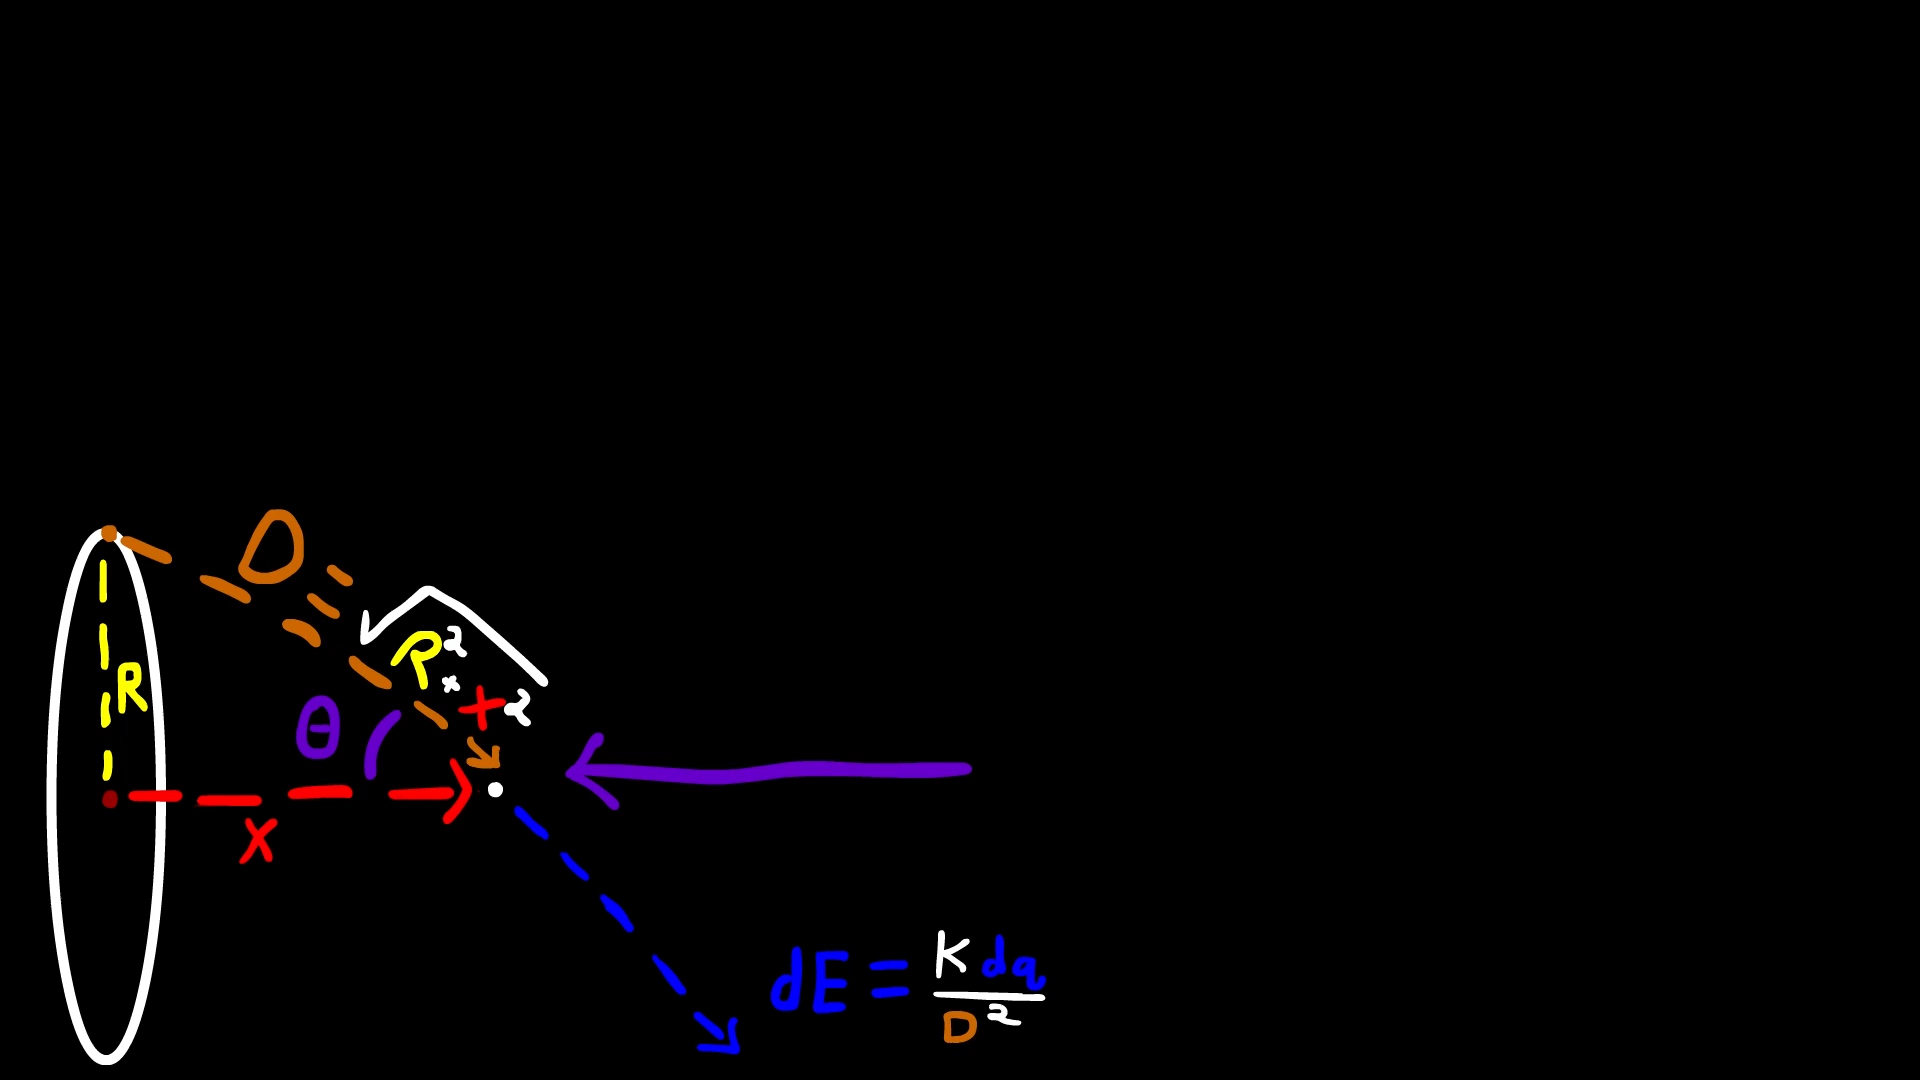 D = √R² + x²
R
θ
x
dE = K dq / D²